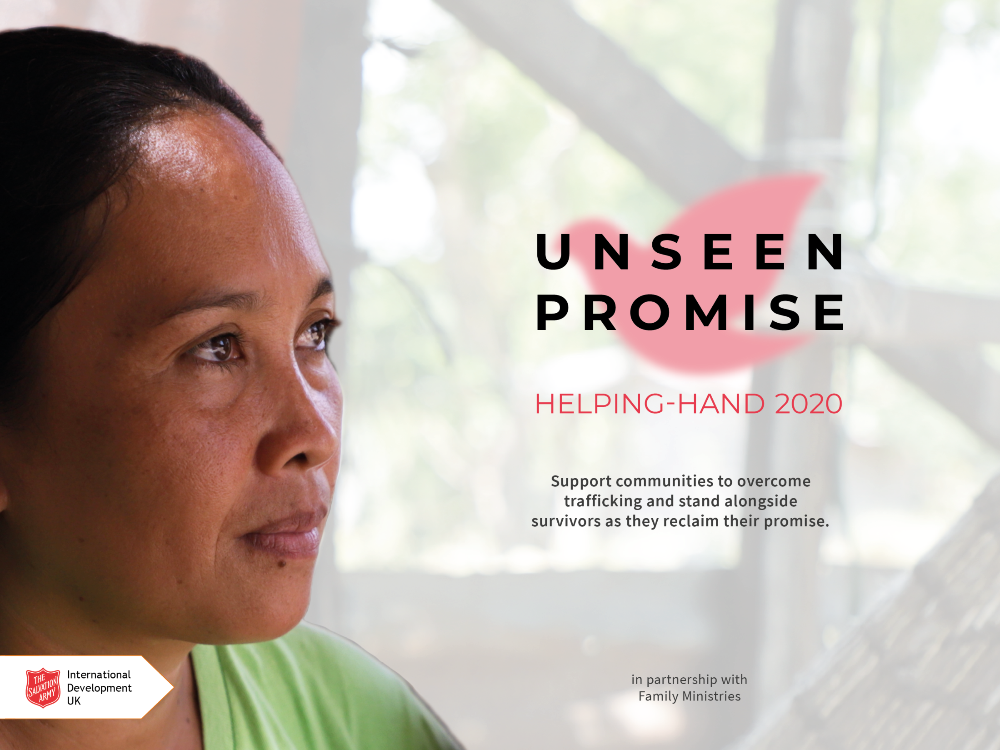 UNSEEN
PROMISE
HELPING-HAND 2020
Support communities to overcome
trafficking and stand alongside
survivors as they reclaim their promise.
in partnership with
Family Ministries
THE
SALVATION
ARMY
International
Development
UK